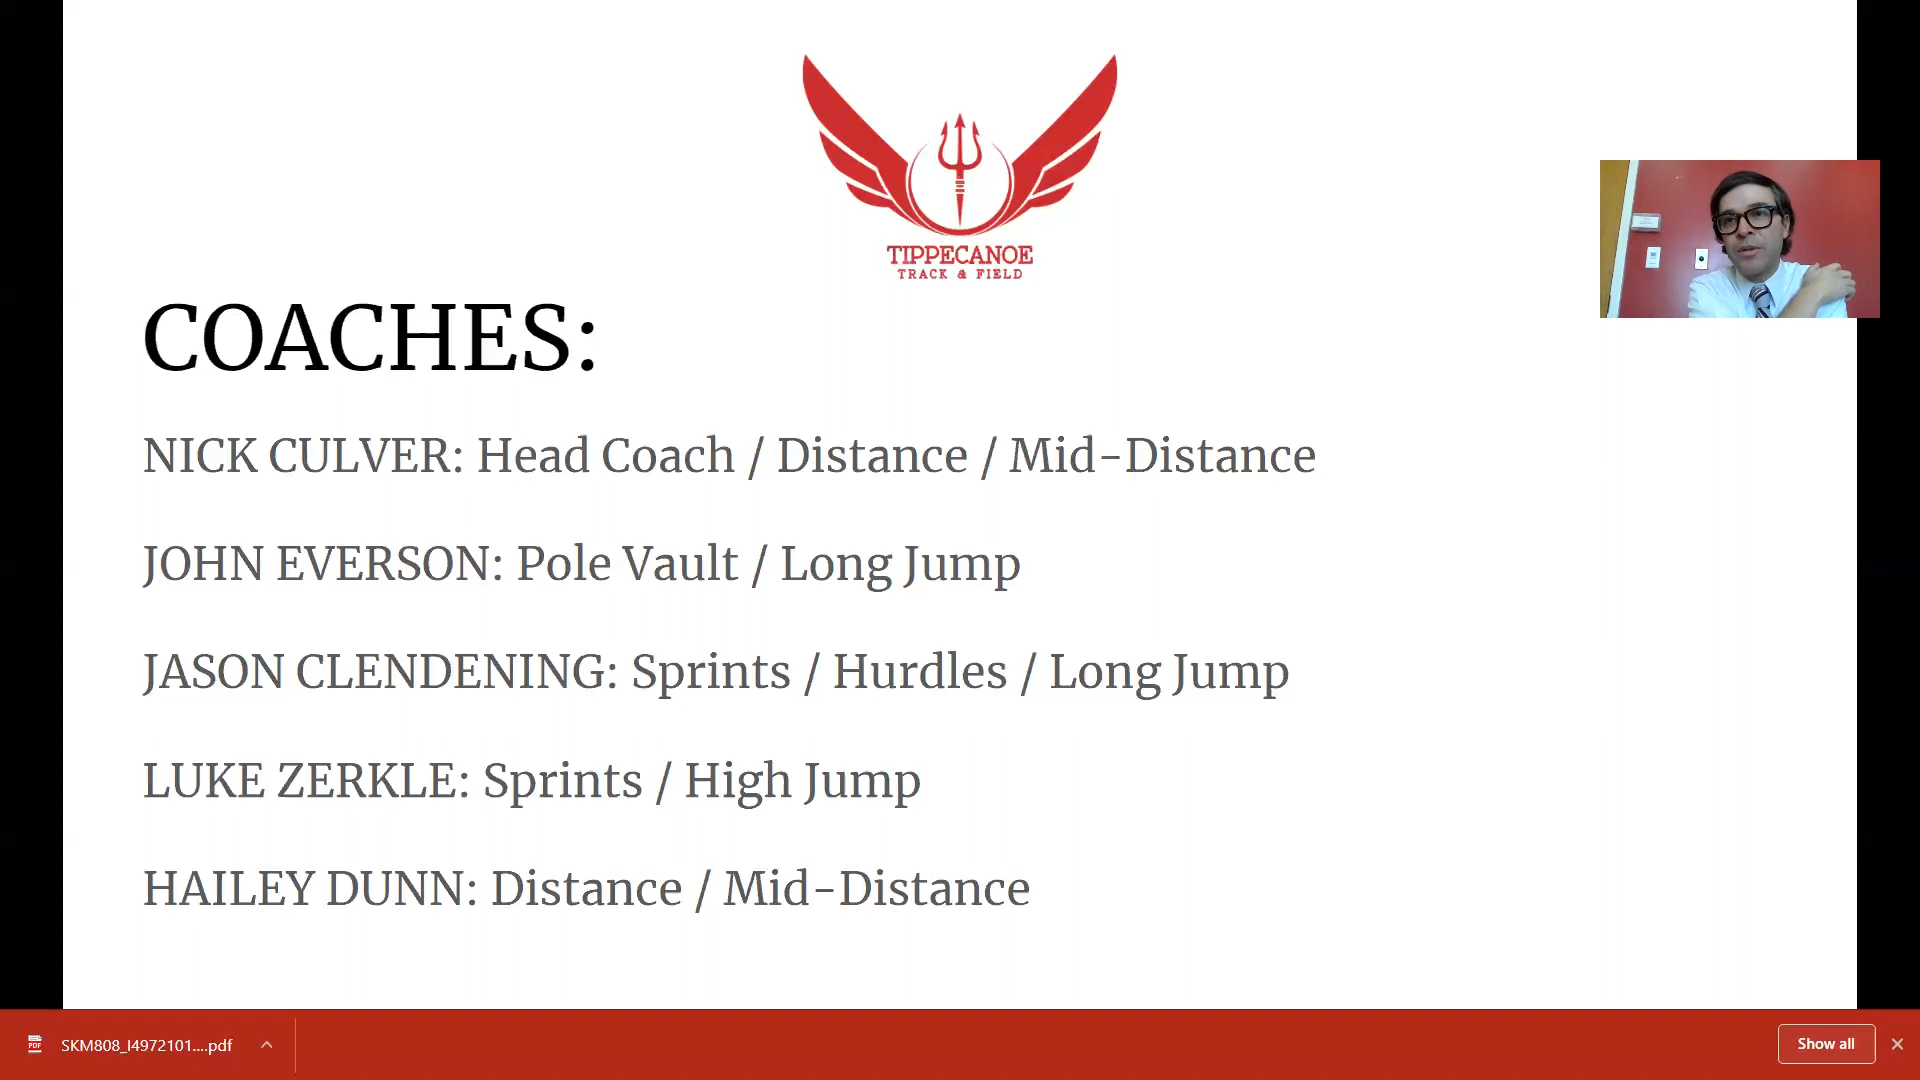 TIPPECANOE
TRACK & FIELD
COACHES:
NICK CULVER: Head Coach / Distance / Mid-Distance
JOHN EVERSON: Pole Vault / Long Jump
JASON CLENDENING: Sprints / Hurdles / Long Jump
LUKE ZERKLE: Sprints / High Jump
HAILEY DUNN: Distance / Mid-Distance
PDF
SKM808_I4972101....pdf
Show all